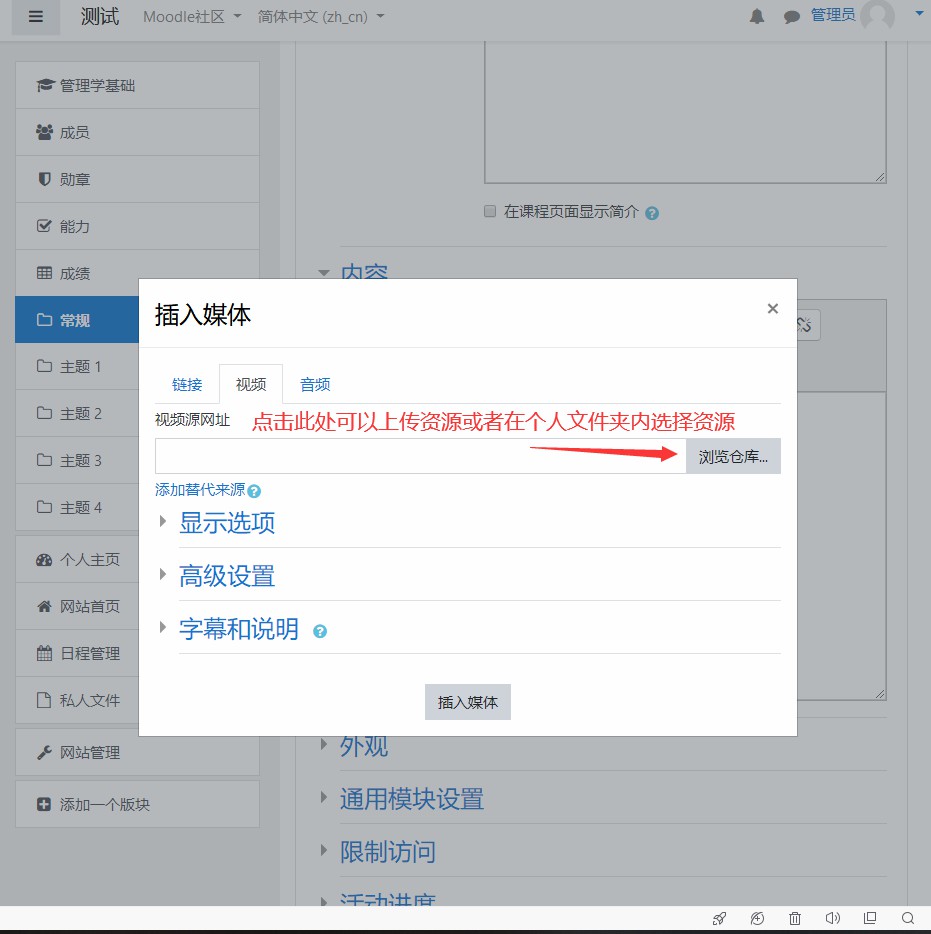 测试 Moodle社区 简体中文 (zh_cn) 管理员
管理学基础
成员
勋章
能力
成绩
常规
主题 1
主题 2
主题 3
主题 4
个人主页
网站首页
日程管理
私人文件
网站管理
添加一个版块
在课程页面显示简介
内容
插入媒体
链接 视频 音频
视频源网址 点击此处可以上传资源或者在个人文件夹内选择资源
浏览仓库...
添加替代来源
显示选项
高级设置
字幕和说明
插入媒体
外观
通用模块设置
限制访问
活动进度